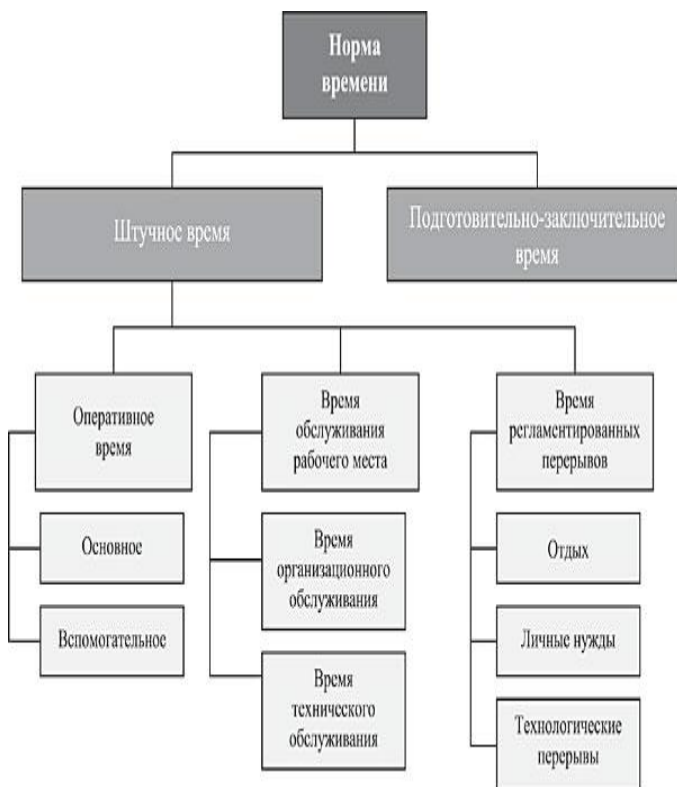 Норма
времени
Штучное время
Подготовительно-заключительное
время
Оперативное
время
Основное
Вспомогательное
Время
обслуживания
рабочего места
Время
организационного
обслуживания
Время
технического
обслуживания
Время
регламентированных
перерывов
Отдых
Личные нужды
Технологические
перерывы